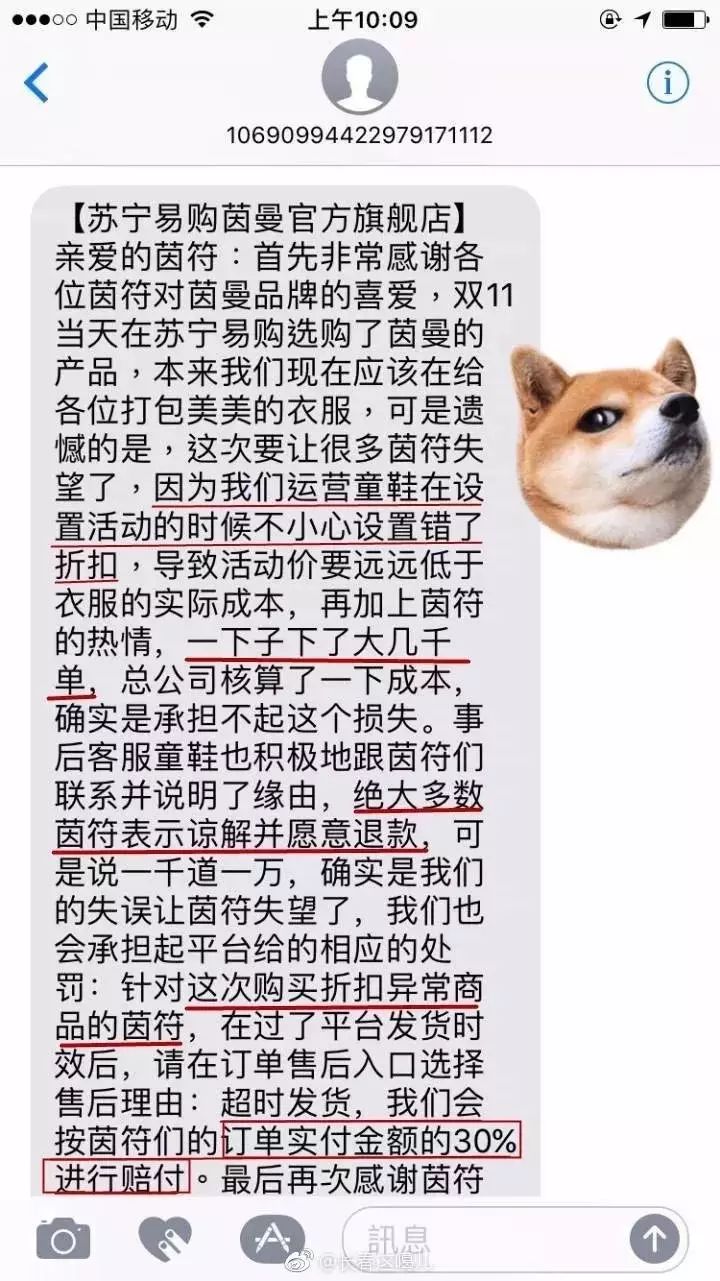 中国移动
上午10:09
10690994422979171112
【苏宁易购茵曼官方旗舰店】
亲爱的茵符：首先非常感谢各
位茵符对茵曼品牌的喜爱，双11
当天在苏宁易购选购了茵曼的
产品，本来我们现在应该在给
各位打包美美的衣服，可是遗
憾的是，这次要让很多茵符失
望了，因为我们运营童鞋在设
置活动的时候不小心设置错了
折扣，导致活动价要远远低于
衣服的实际成本，再加上茵符
的热情，一下子下了大几千
单，总公司核算了一下成本，
确实是承担不起这个损失。事
后客服童鞋也积极地跟茵符们
联系并说明了缘由，绝大多数
茵符表示谅解并愿意退款，可
是说一千道一万，确实是我们
的失误让茵符失望了，我们也
会承担起平台给的相应的处
罚：针对这次购买折扣异常商
品的茵符，在过了平台发货时
效后，请在订单售后入口选择
售后理由：超时发货，我们会
按茵符们的订单实付金额的30%
进行赔付。最后再次感谢茵符
訊息
@长春这嘎儿